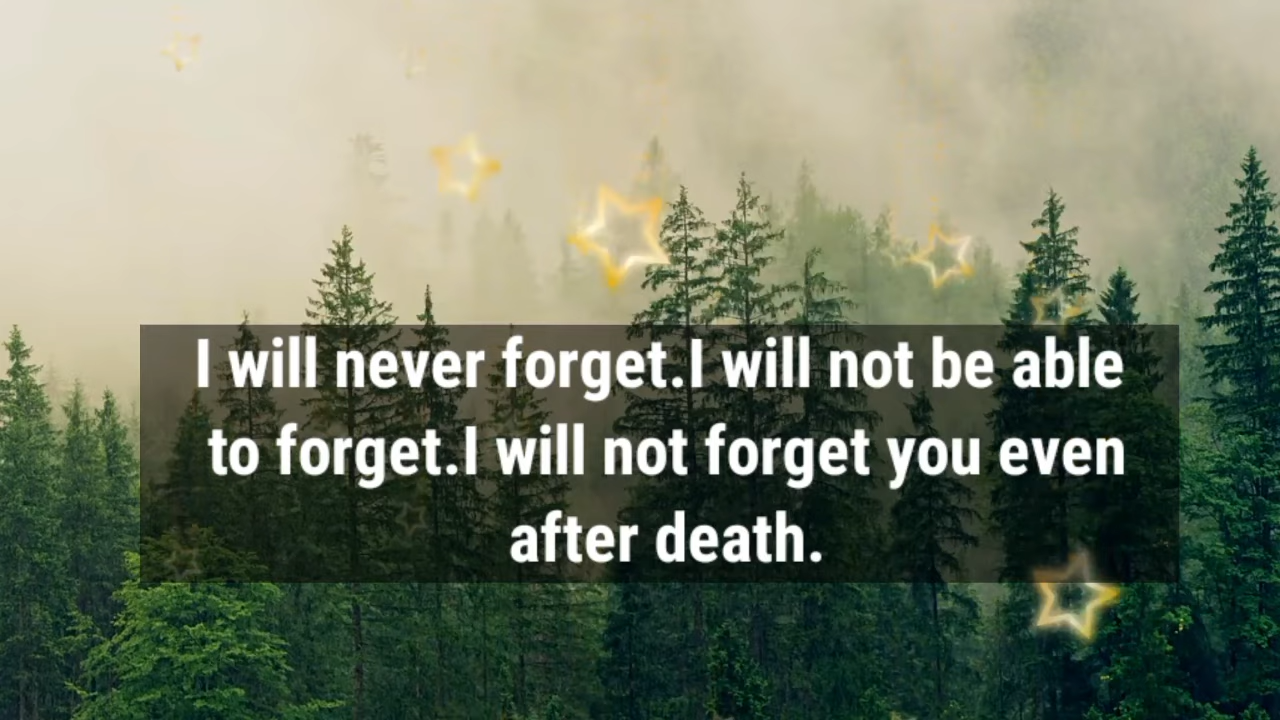 I will never forget.I will not be able
to forget.I will not forget you even
after death.